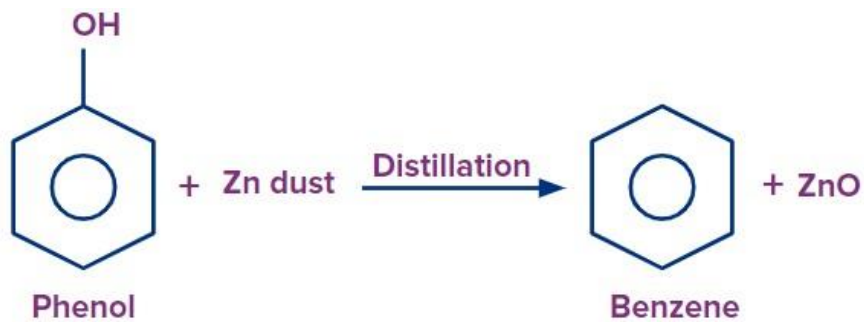 OH
+ Zn dust Distillation + ZnO
Phenol Benzene